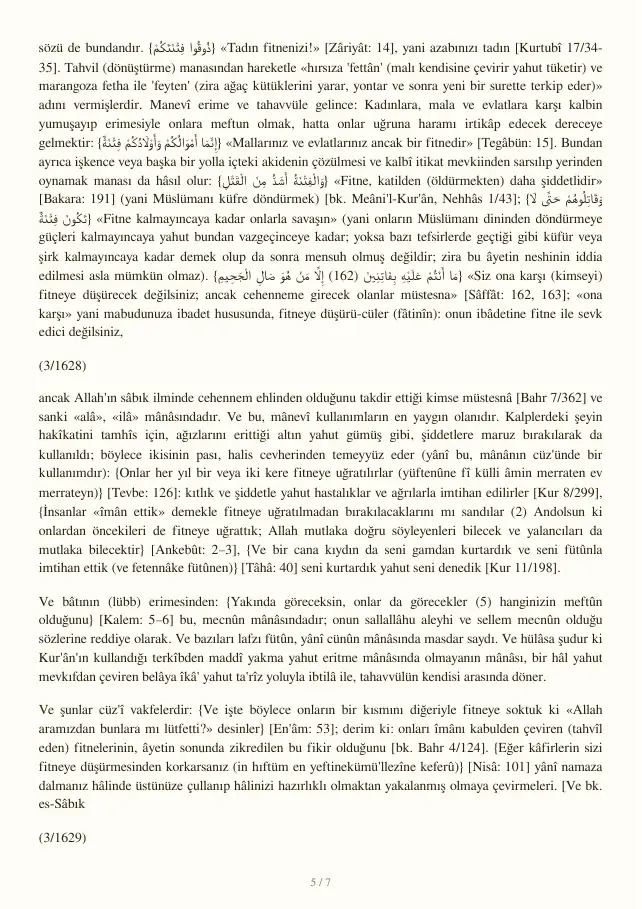 sözü de bundandır. {ذُوقُوا فِتْنَتَكُمْ} «Tadın fitnenizi!» [Zâriyât: 14], yani azabınızı tadın [Kurtubî 17/34-
35]. Tahvil (dönüştürme) manasından hareketle «hırsıza 'fettân' (malı kendisine çevirir yahut tüketir) ve
marangoza fetha ile 'feyten' (zira ağaç kütüklerini yarar, yontar ve sonra yeni bir surette terkip eder)»
adını vermişlerdir. Manevî erime ve tahavvüle gelince: Kadınlara, mala ve evlatlara karşı kalbin
yumuşayıp erimesiyle onlara meftun olmak, hatta onlar uğruna haramı irtikâp edecek dereceye
gelmektir: {إِنَّمَا أَمْوَالُكُمْ وَأَوْلَادُكُمْ فِتْنَةٌ} «Mallarınız ve evlatlarınız ancak bir fitnedir» [Tegâbün: 15]. Bundan
ayrıca işkence veya başka bir yolla içteki akidenin çözülmesi ve kalbî itikat mevkiinden sarsılıp yerinden
oynamak manası da hâsıl olur: {وَالْفِتْنَةُ أَشَدُّ مِنَ الْقَتْلِ} «Fitne, katilden (öldürmekten) daha şiddetlidir»
[Bakara: 191] (yani Müslümanı küfre döndürmek) [bk. Meâni'l-Kur'ân, Nehhâs 1/43]; {وَقَاتِلُوهُمْ حَتَّى لَا
تَكُونَ فِتْنَةٌ} «Fitne kalmayıncaya kadar onlarla savaşın» (yani onların Müslümanı dininden döndürmeye
güçleri kalmayıncaya yahut bundan vazgeçinceye kadar; yoksa bazı tefsirlerde geçtiği gibi küfür veya
şirk kalmayıncaya kadar demek olup da sonra mensuh olmuş değildir; zira bu âyetin neshinin iddia
edilmesi asla mümkün olmaz). {مَا أَنْتُمْ عَلَيْهِ بِفَاتِنِينَ (162) إِلَّا مَنْ هُوَ صَالِ الْجَحِيمِ} «Siz ona karşı (kimseyi)
fitneye düşürecek değilsiniz; ancak cehenneme girecek olanlar müstesna» [Sâffât: 162, 163]; «ona
karşı» yani mabudunuza ibadet hususunda, fitneye düşürü-cüler (fâtinîn): onun ibâdetine fitne ile sevk
edici değilsiniz,
(3/1628)
ancak Allah'ın sâbık ilminde cehennem ehlinden olduğunu takdir ettiği kimse müstesnâ [Bahr 7/362] ve
sanki «alâ», «ilâ» mânâsındadır. Ve bu, mânevî kullanımların en yaygın olanıdır. Kalplerdeki şeyin
hakîkatini tamhîs için, ağızlarını erittiği altın yahut gümüş gibi, şiddetlere maruz bırakılarak da
kullanıldı; böylece ikisinin pası, halis cevherinden temeyyüz eder (yânî bu, mânânın cüz'ünde bir
kullanımdır): {Onlar her yıl bir veya iki kere fitneye uğratılırlar (yüftenûne fî külli âmin merraten ev
merrateyn)} [Tevbe: 126]: kıtlık ve şiddetle yahut hastalıklar ve ağrılarla imtihan edilirler [Kur 8/299],
{İnsanlar «îmân ettik» demekle fitneye uğratılmadan bırakılacaklarını mı sandılar (2) Andolsun ki
onlardan öncekileri de fitneye uğrattık; Allah mutlaka doğru söyleyenleri bilecek ve yalancıları da
mutlaka bilecektir} [Ankebût: 2–3], {Ve bir cana kıydın da seni gamdan kurtardık ve seni fütûnla
imtihan ettik (ve fetennâke fütûnen)} [Tâhâ: 40] seni kurtardık yahut seni denedik [Kur 11/198].
Ve bâtının (lübb) erimesinden: {Yakında göreceksin, onlar da görecekler (5) hanginizin meftûn
olduğunu} [Kalem: 5–6] bu, mecnûn mânâsındadır; onun sallallâhu aleyhi ve sellem mecnûn olduğu
sözlerine reddiye olarak. Ve bazıları lafzı fütûn, yânî cünûn mânâsında masdar saydı. Ve hülâsa şudur ki
Kur'ân'ın kullandığı terkîbden maddî yakma yahut eritme mânâsında olmayanın mânâsı, bir hâl yahut
mevkıfdan çeviren belâya îkâ' yahut ta'rîz yoluyla ibtilâ ile, tahavvülün kendisi arasında döner.
Ve şunlar cüz'î vakfelerdir: {Ve işte böylece onların bir kısmını diğeriyle fitneye soktuk ki «Allah
aramızdan bunlara mı lütfetti?» desinler} [En'âm: 53]; derim ki: onları îmânı kabulden çeviren (tahvîl
eden) fitnelerinin, âyetin sonunda zikredilen bu fikir olduğunu [bk. Bahr 4/124]. {Eğer kâfirlerin sizi
fitneye düşürmesinden korkarsanız (in hıftüm en yeftinekümü'llezîne keferû)} [Nisâ: 101] yânî namaza
dalmanız hâlinde üstünüze çullanıp hâlinizi hazırlıklı olmaktan yakalanmış olmaya çevirmeleri. [Ve bk.
es-Sâbık
(3/1629)
5 / 7